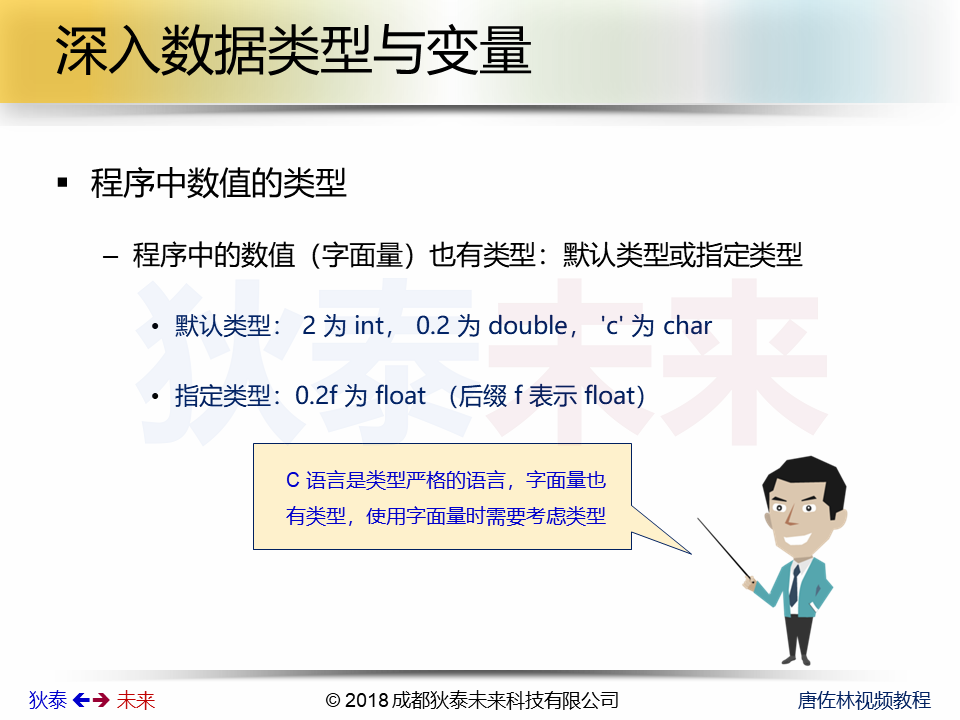 深入数据类型与变量
▪ 程序中数值的类型
– 程序中的数值（字面量）也有类型：默认类型或指定类型
• 默认类型： 2 为 int， 0.2 为 double， 'c' 为 char
• 指定类型：0.2f 为 float （后缀 f 表示 float）
狄泰未来
C 语言是类型严格的语言，字面量也
有类型，使用字面量时需要考虑类型
狄泰 🡸🡺 未来
© 2018 成都狄泰未来科技有限公司
唐佐林视频教程